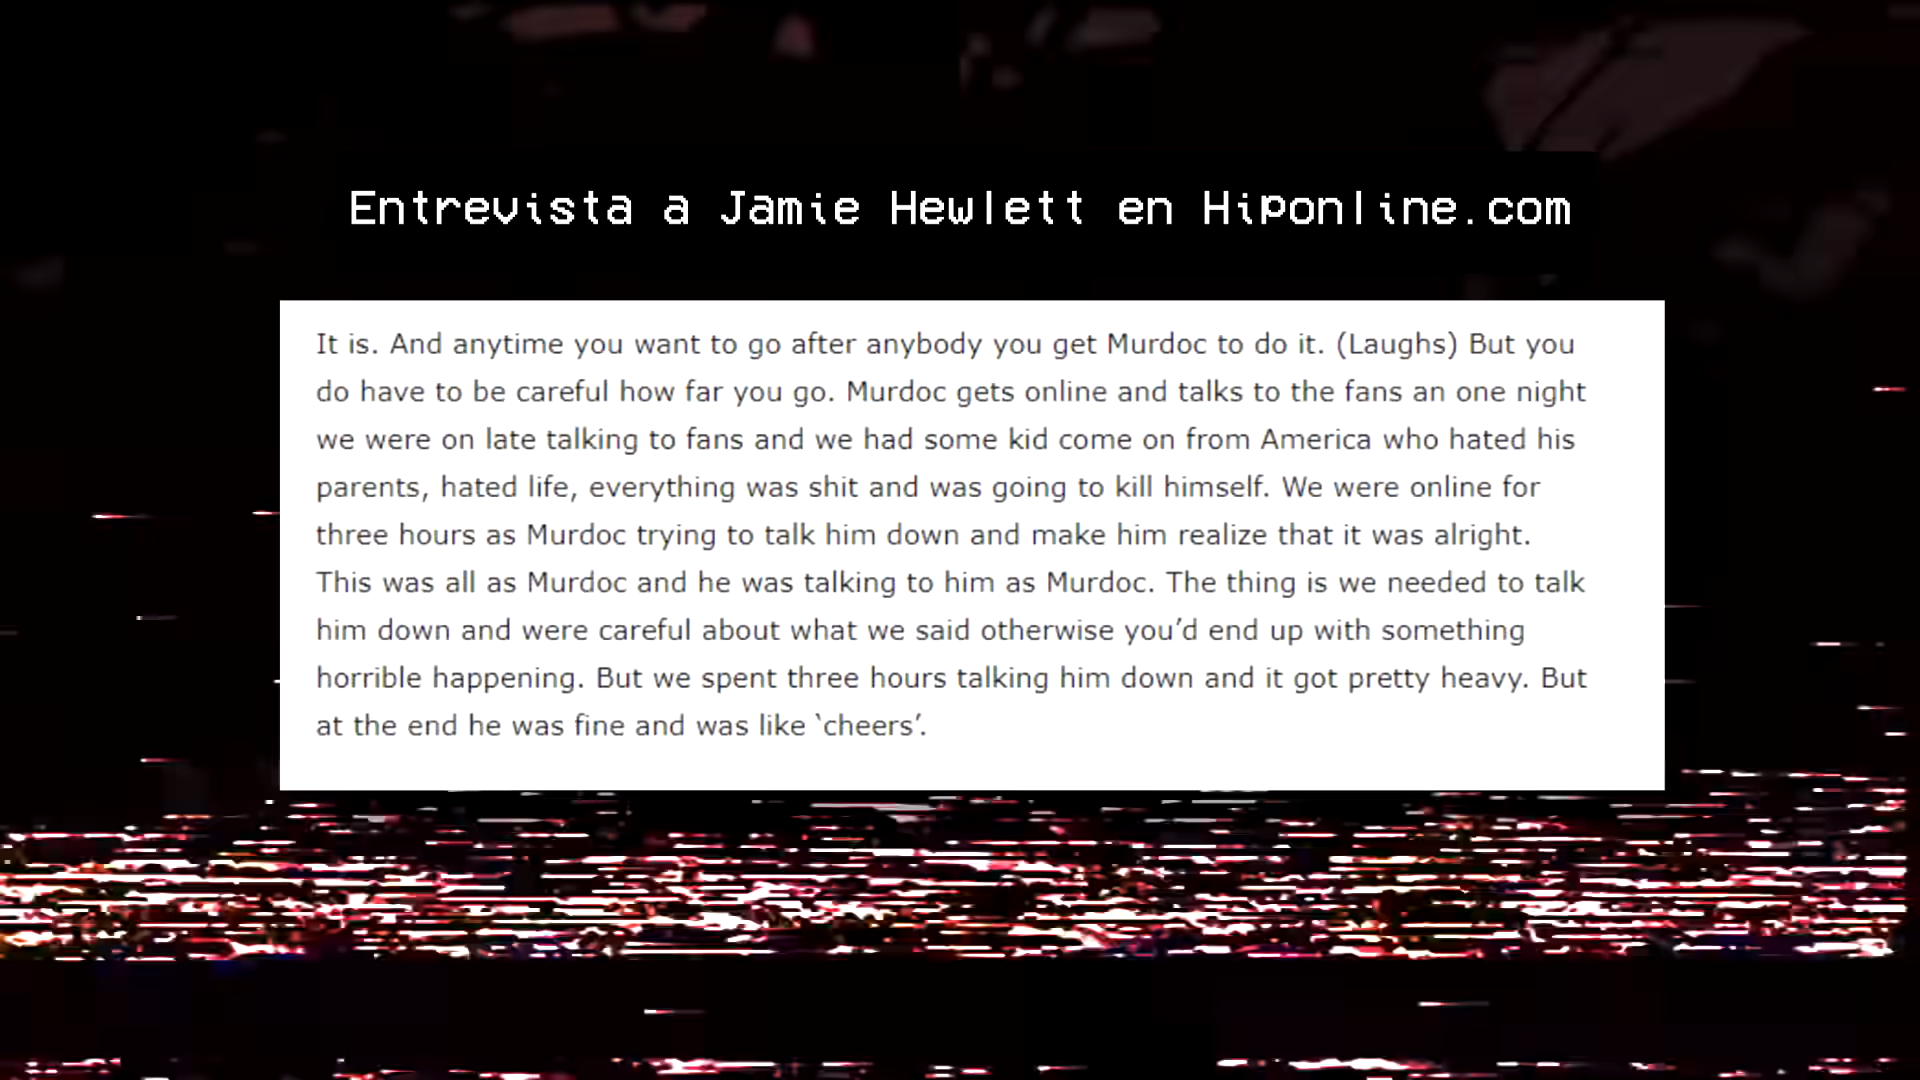 Entrevista a Jamie Hewlett en Hiponline.com
It is. And anytime you want to go after anybody you get Murdoc to do it. (Laughs) But you
do have to be careful how far you go. Murdoc gets online and talks to the fans an one night
we were on late talking to fans and we had some kid come on from America who hated his
parents, hated life, everything was shit and was going to kill himself. We were online for
three hours as Murdoc trying to talk him down and make him realize that it was alright.
This was all as Murdoc and he was talking to him as Murdoc. The thing is we needed to talk
him down and were careful about what we said otherwise you’d end up with something
horrible happening. But we spent three hours talking him down and it got pretty heavy. But
at the end he was fine and was like ‘cheers’.